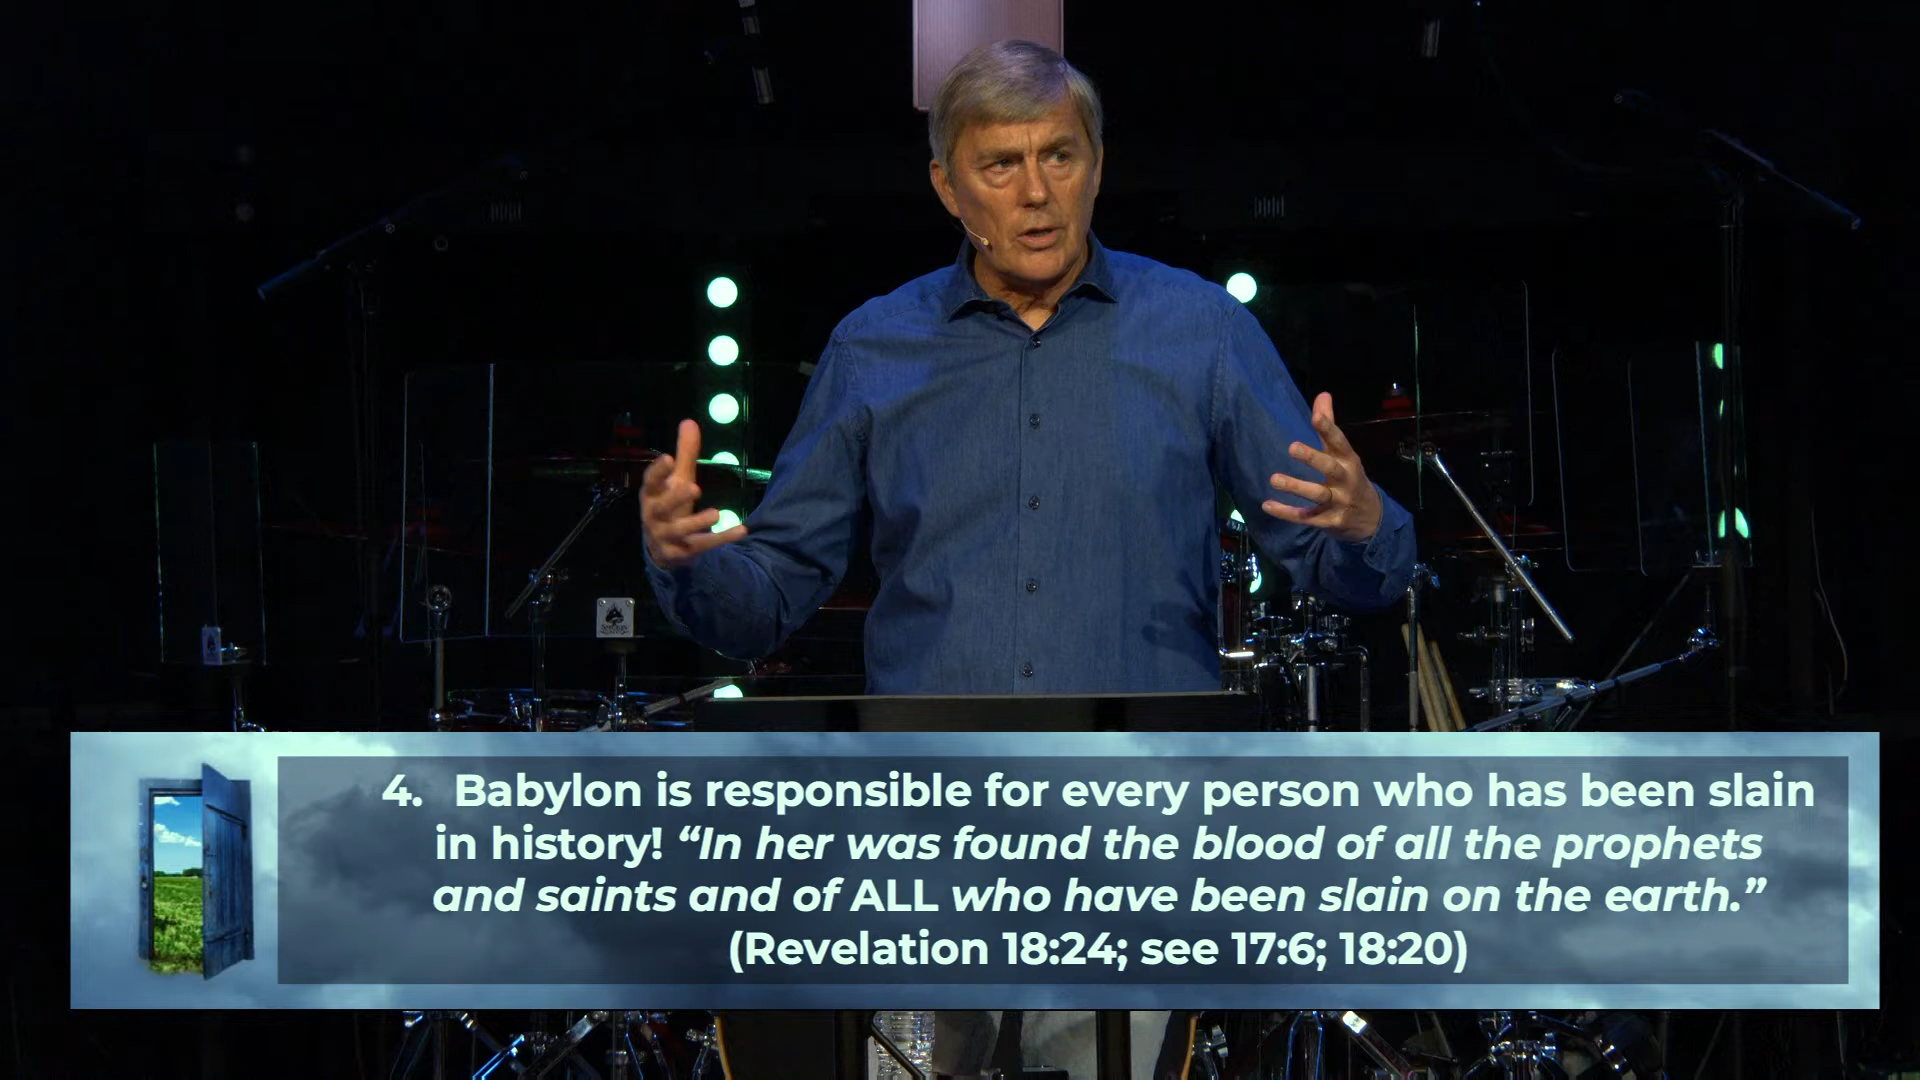 4. Babylon is responsible for every person who has been slain
in history! “In her was found the blood of all the prophets
and saints and of ALL who have been slain on the earth.”
(Revelation 18:24; see 17:6; 18:20)